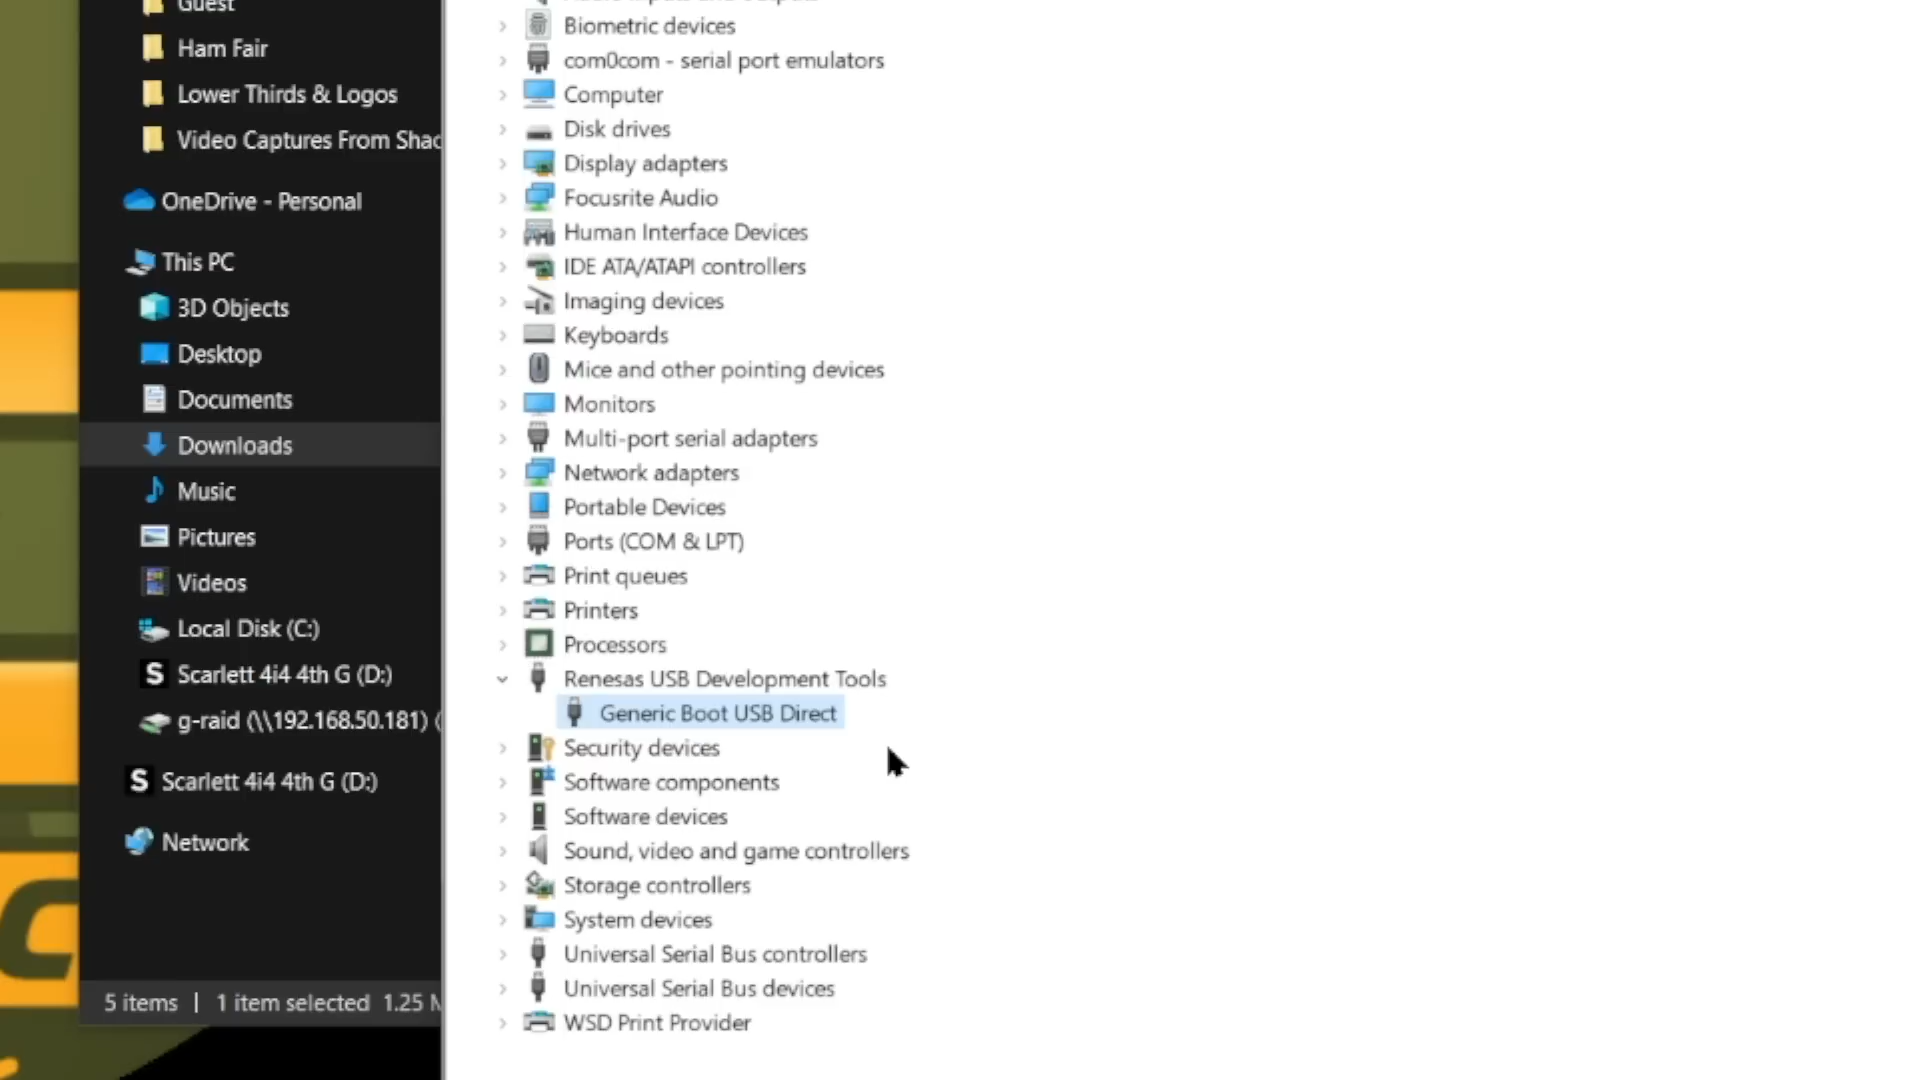 Guest
Ham Fair
Lower Thirds & Logos
Video Captures From Shac
OneDrive - Personal
This PC
3D Objects
Desktop
Documents
Downloads
Music
Pictures
Videos
Local Disk (C:)
Scarlett 4i4 4th G (D:)
g-raid (\\192.168.50.181) (
Scarlett 4i4 4th G (D:)
Network
5 items | 1 item selected 1.25 M
Biometric devices
com0com - serial port emulators
Computer
Disk drives
Display adapters
Focusrite Audio
Human Interface Devices
IDE ATA/ATAPI controllers
Imaging devices
Keyboards
Mice and other pointing devices
Monitors
Multi-port serial adapters
Network adapters
Portable Devices
Ports (COM & LPT)
Print queues
Printers
Processors
Renesas USB Development Tools
Generic Boot USB Direct
Security devices
Software components
Software devices
Sound, video and game controllers
Storage controllers
System devices
Universal Serial Bus controllers
Universal Serial Bus devices
WSD Print Provider